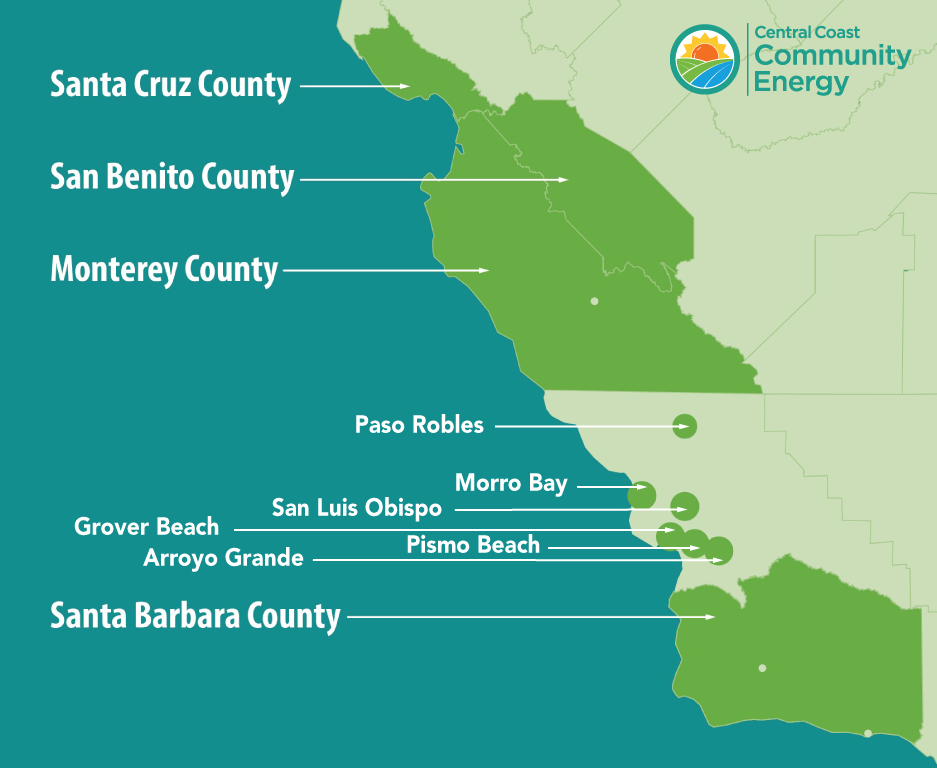 Central Coast
Community
Energy
Santa Cruz County
San Benito County
Monterey County
Paso Robles
Morro Bay
San Luis Obispo
Grover Beach
Pismo Beach
Arroyo Grande
Santa Barbara County